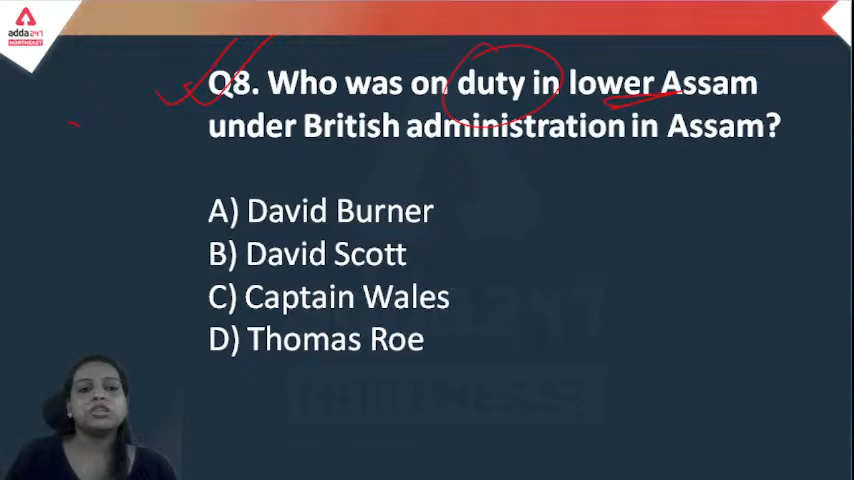 adda247
NORTHEAST
Q8. Who was on duty in lower Assam
under British administration in Assam?
A) David Burner
B) David Scott
C) Captain Wales
D) Thomas Roe